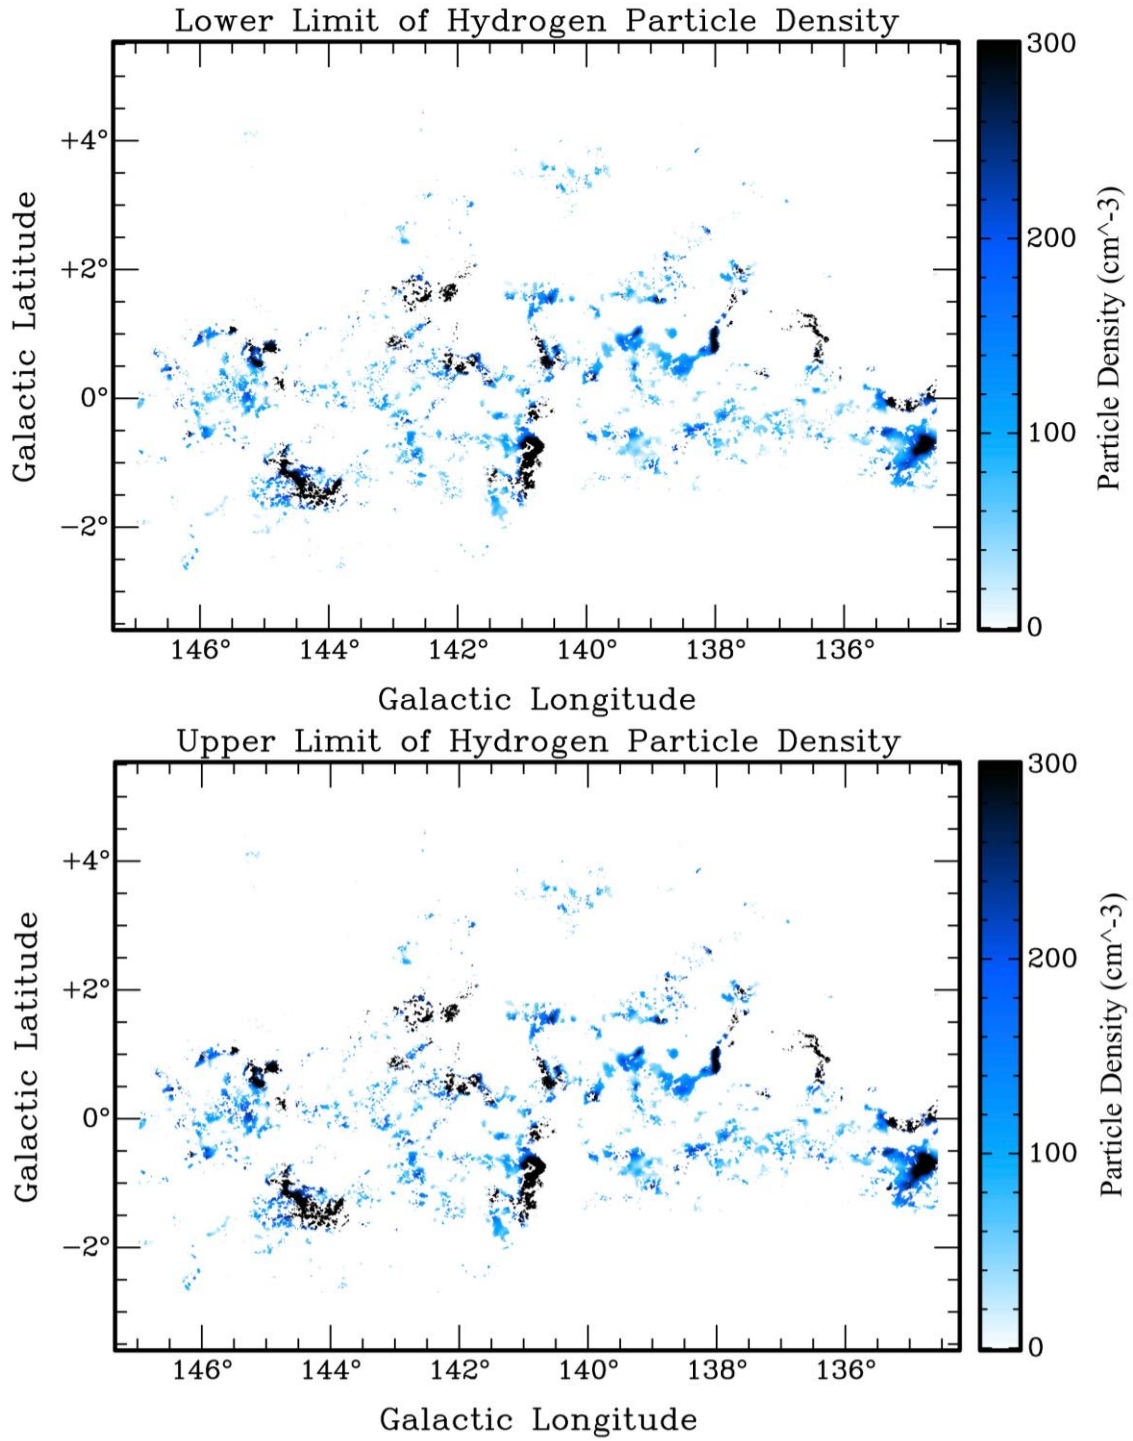 Lower Limit of Hydrogen Particle Density
300
+4°
200
+2°
0°
100
−2°
0
Galactic Latitude
Particle Density (cm^-3)
146° 144° 142° 140° 138° 136°
Galactic Longitude
Upper Limit of Hydrogen Particle Density
300
+4°
200
+2°
0°
100
−2°
0
Galactic Latitude
Particle Density (cm^-3)
146° 144° 142° 140° 138° 136°
Galactic Longitude